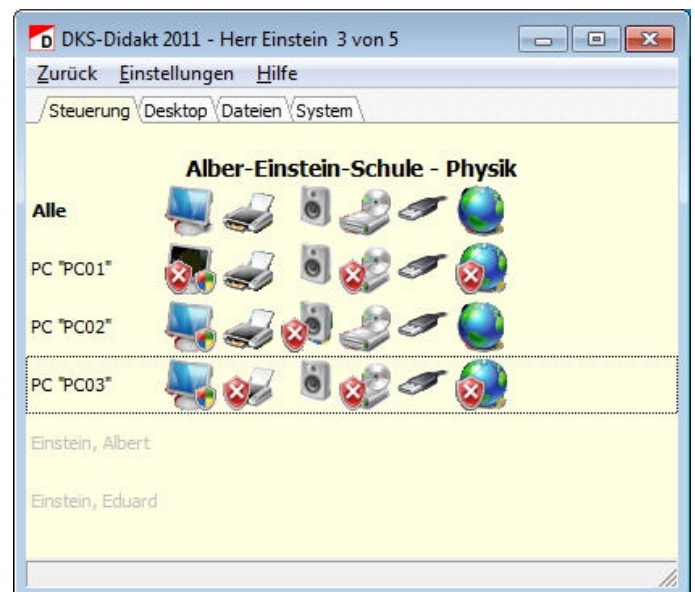 D DKS-Didakt 2011 - Herr Einstein 3 von 5
Zurück Einstellungen Hilfe
Steuerung Desktop Dateien System
Alber-Einstein-Schule - Physik
Alle
PC "PC01"
PC "PC02"
PC "PC03"
Einstein, Albert
Einstein, Eduard